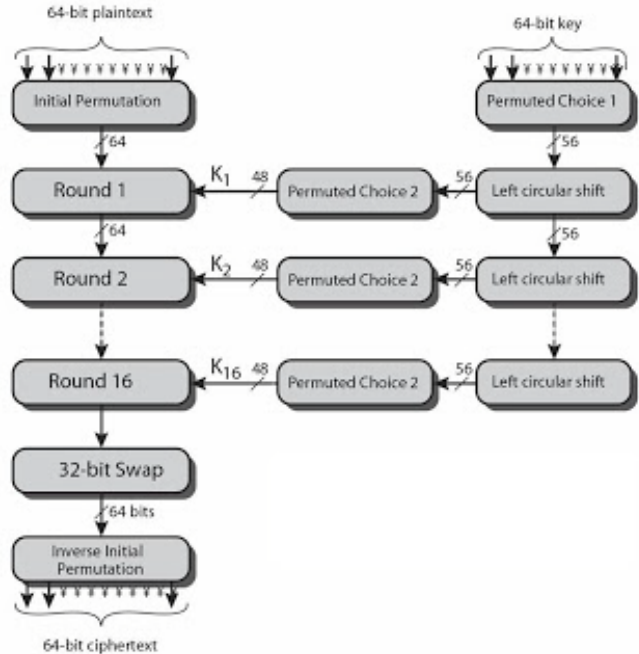 64-bit plaintext
64-bit key
Initial Permutation
Permuted Choice 1
64
56
Round 1
K1
48
Permuted Choice 2
56
Left circular shift
64
56
Round 2
K2
48
Permuted Choice 2
56
Left circular shift
Round 16
K16
48
Permuted Choice 2
56
Left circular shift
32-bit Swap
64 bits
Inverse Initial
Permutation
64-bit ciphertext